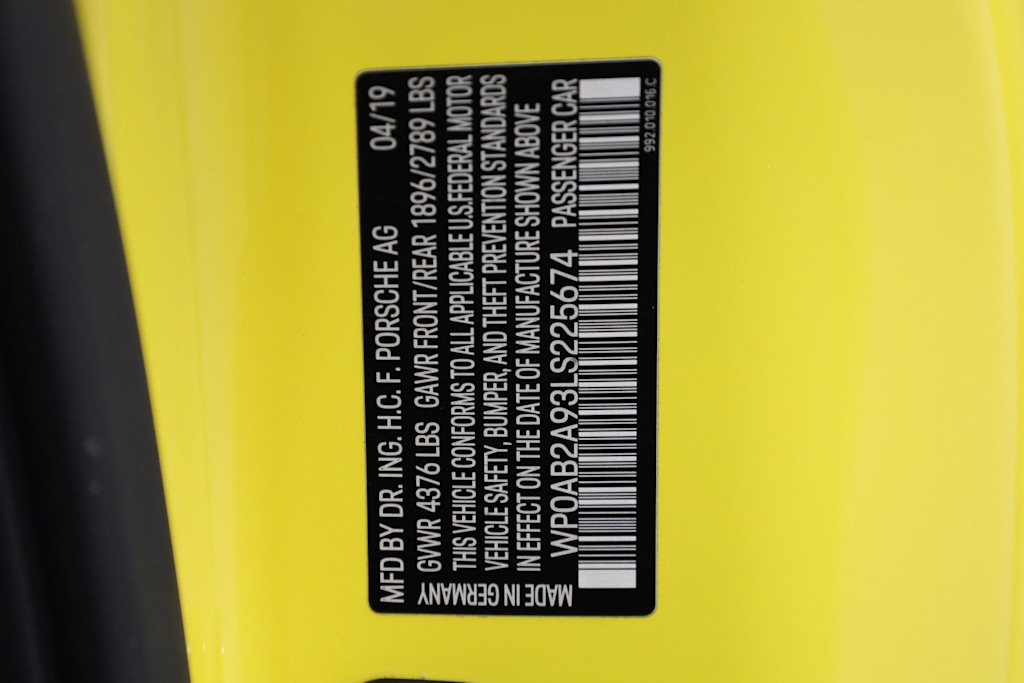 MFD BY DR. ING. H.C. F. PORSCHE AG 04/19
GVWR 4376 LBS GAWR FRONT/REAR 1896/2789 LBS
THIS VEHICLE CONFORMS TO ALL APPLICABLE U.S.FEDERAL MOTOR
VEHICLE SAFETY, BUMPER, AND THEFT PREVENTION STANDARDS
IN EFFECT ON THE DATE OF MANUFACTURE SHOWN ABOVE
WP0AB2A93LS225674 PASSENGER CAR
MADE IN GERMANY
992.010.016.C